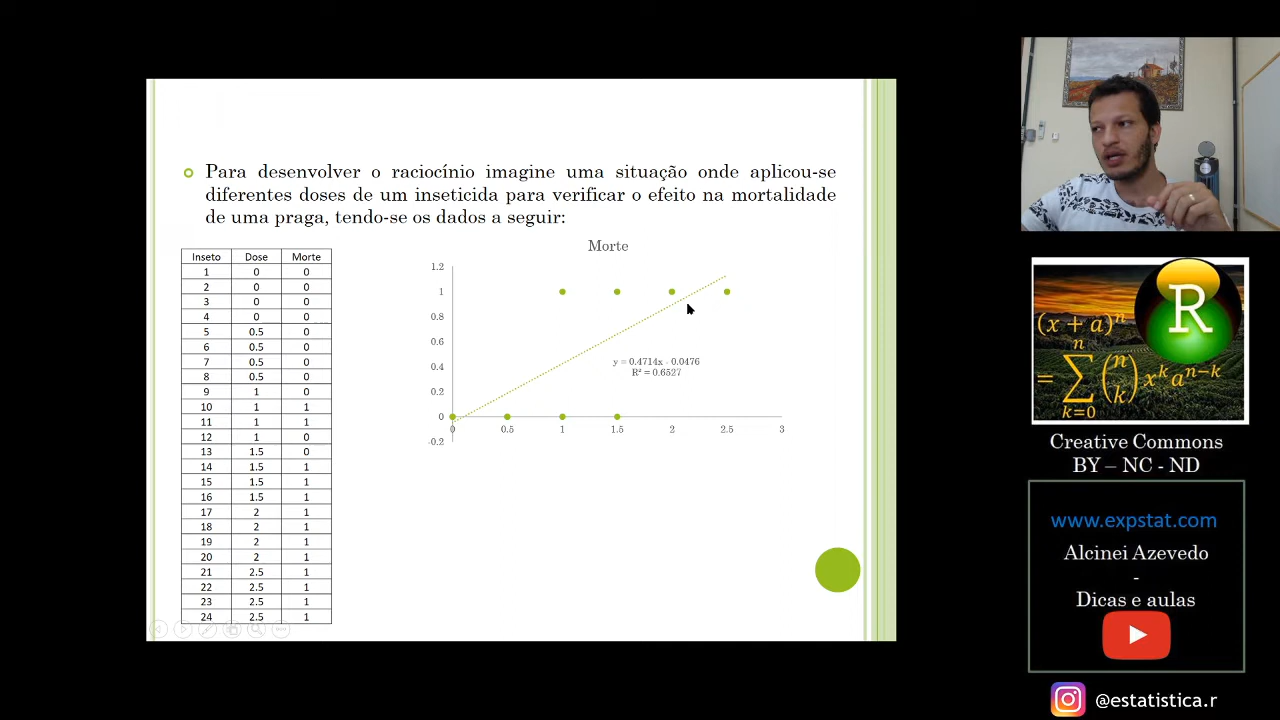 Para desenvolver o raciocínio imagine uma situação onde aplicou-se
diferentes doses de um inseticida para verificar o efeito na mortalidade
de uma praga, tendo-se os dados a seguir:
Inseto Dose Morte
1 0 0
2 0 0
3 0 0
4 0 0
5 0.5 0
6 0.5 0
7 0.5 0
8 0.5 0
9 1 0
10 1 1
11 1 1
12 1 0
13 1.5 0
14 1.5 1
15 1.5 1
16 1.5 1
17 2 1
18 2 1
19 2 1
20 2 1
21 2.5 1
22 2.5 1
23 2.5 1
24 2.5 1
Morte
1.2
1
0.8
0.6
0.4
0.2
0
-0.2
y = 0.4714x - 0.0476
R² = 0.6527
0 0.5 1 1.5 2 2.5 3
R
(x + a)^n
= ∑_{k=0}^{n} (n k) x^k a^{n−k}
Creative Commons
BY – NC - ND
www.expstat.com
Alcinei Azevedo
-
Dicas e aulas
@estatistica.r